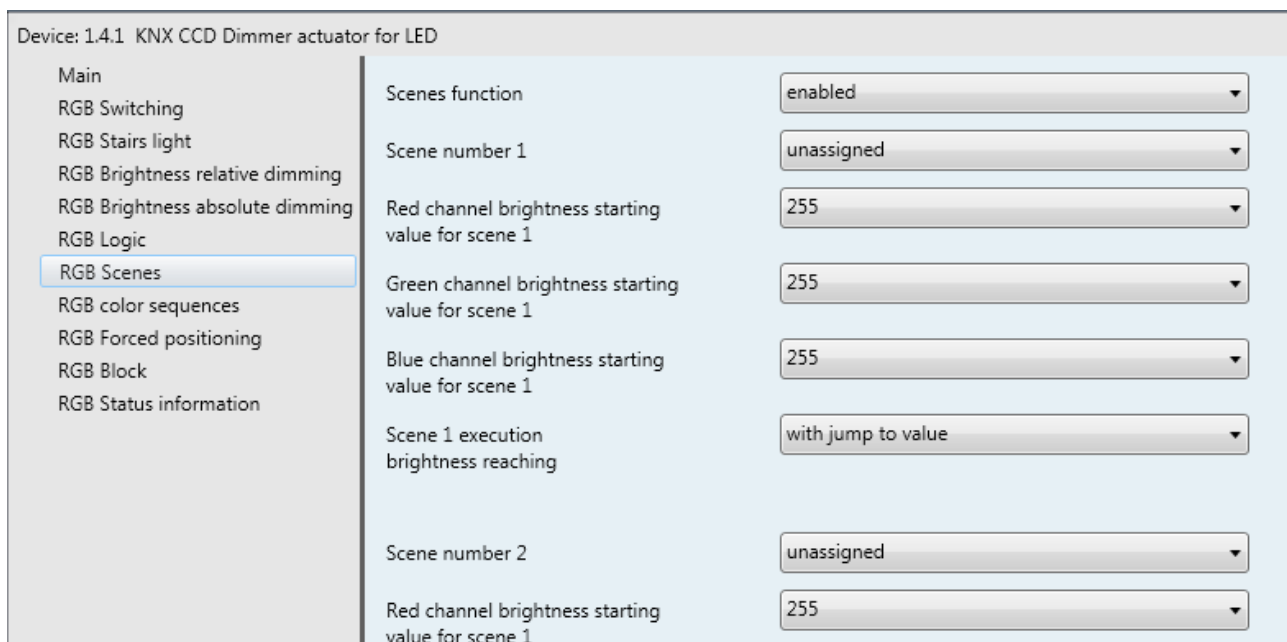 Device: 1.4.1 KNX CCD Dimmer actuator for LED
Main
RGB Switching
RGB Stairs light
RGB Brightness relative dimming
RGB Brightness absolute dimming
RGB Logic
RGB Scenes
RGB color sequences
RGB Forced positioning
RGB Block
RGB Status information
Scenes function
enabled
Scene number 1
unassigned
Red channel brightness starting
value for scene 1
255
Green channel brightness starting
value for scene 1
255
Blue channel brightness starting
value for scene 1
255
Scene 1 execution
brightness reaching
with jump to value
Scene number 2
unassigned
Red channel brightness starting
value for scene 1
255